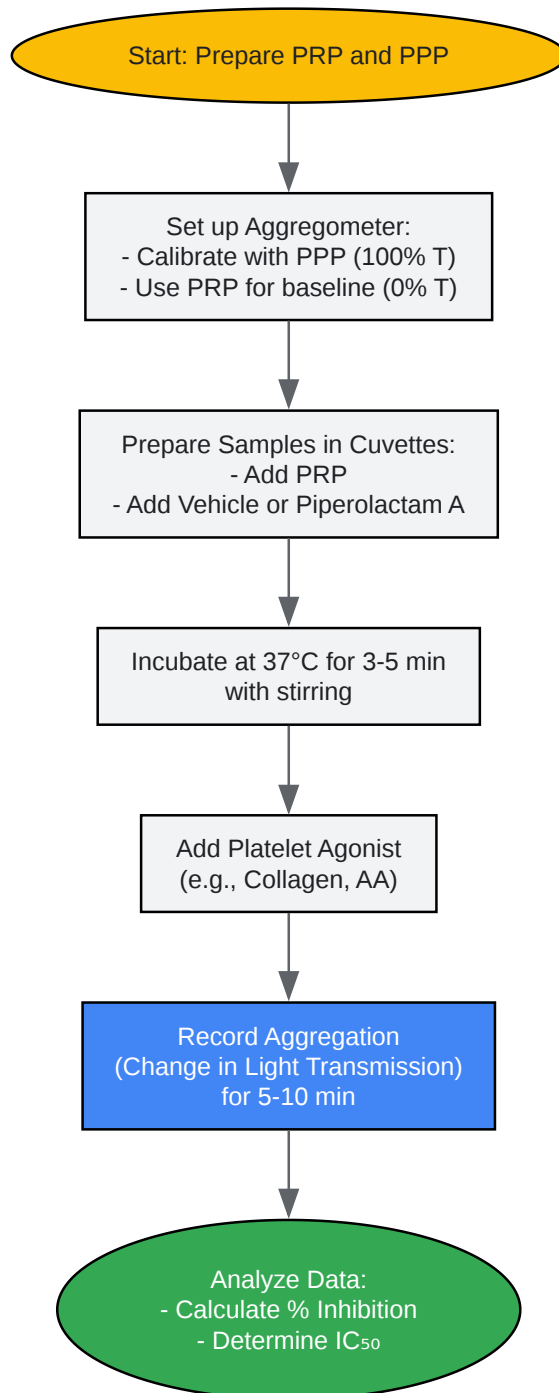 Start: Prepare PRP and PPP
Set up Aggregometer:
- Calibrate with PPP (100% T)
- Use PRP for baseline (0% T)
Prepare Samples in Cuvettes:
- Add PRP
- Add Vehicle or Piperolactam A
Incubate at 37°C for 3-5 min
with stirring
Add Platelet Agonist
(e.g., Collagen, AA)
Record Aggregation
(Change in Light Transmission)
for 5-10 min
Analyze Data:
- Calculate % Inhibition
- Determine IC₅₀